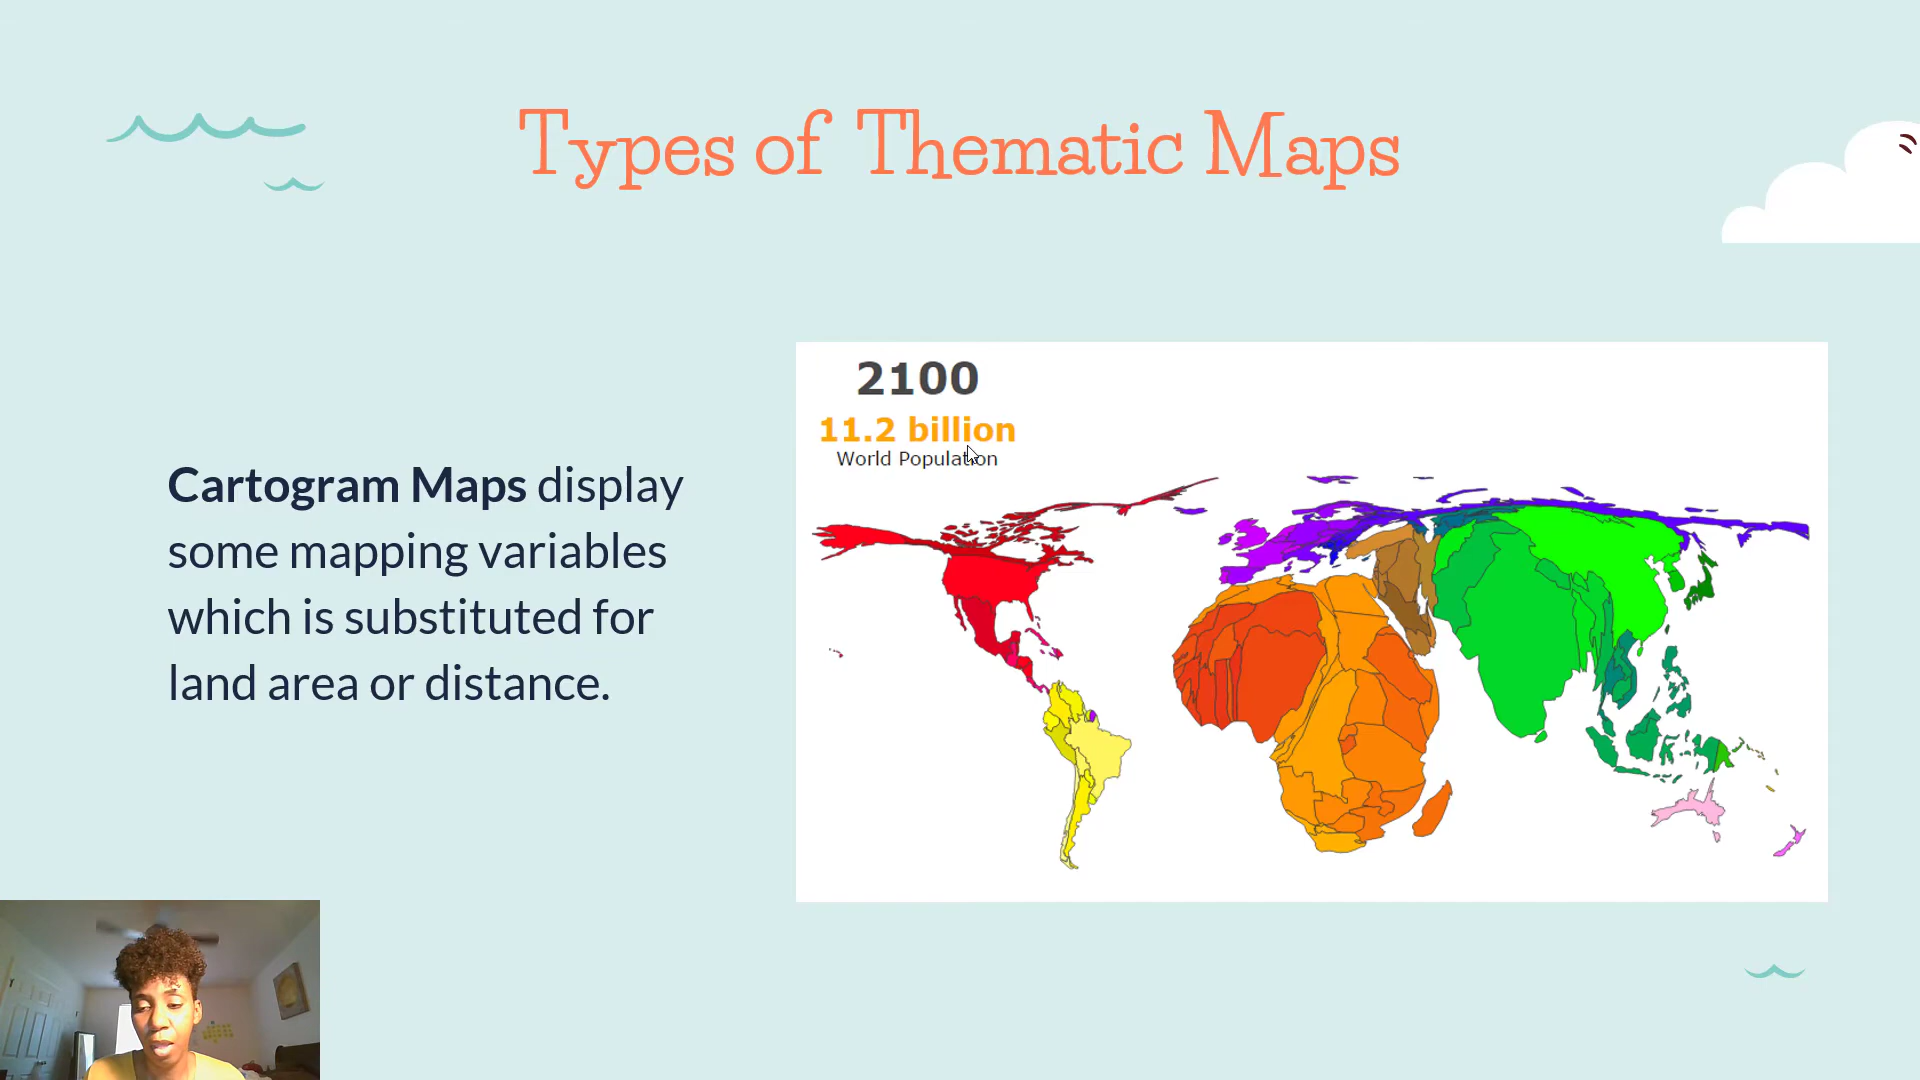 Types of Thematic Maps
2100
11.2 billion
World Population
Cartogram Maps display
some mapping variables
which is substituted for
land area or distance.